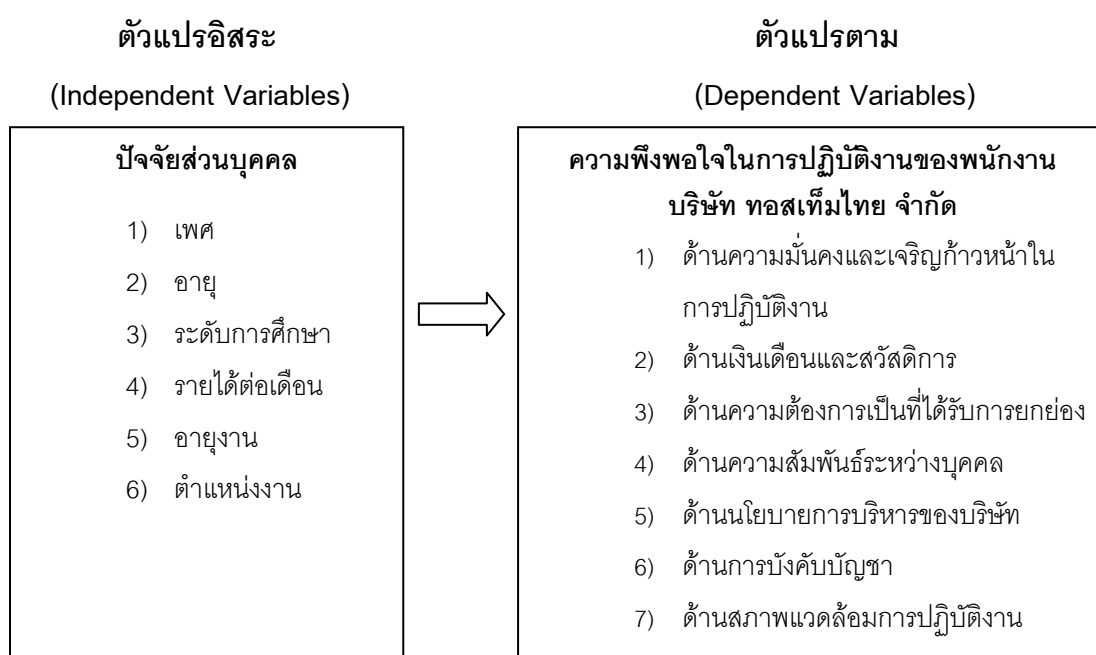 ตัวแปรอิสระ
(Independent Variables)
ปัจจัยส่วนบุคคล
1) เพศ
2) อายุ
3) ระดับการศึกษา
4) รายได้ต่อเดือน
5) อายุงาน
6) ตำแหน่งงาน
ตัวแปรตาม
(Dependent Variables)
ความพึงพอใจในการปฏิบัติงานของพนักงาน
บริษัท ทอสเท็มไทย จำกัด
1) ด้านความมั่นคงและเจริญก้าวหน้าใน
การปฏิบัติงาน
2) ด้านเงินเดือนและสวัสดิการ
3) ด้านความต้องการเป็นที่ได้รับการยกย่อง
4) ด้านความสัมพันธ์ระหว่างบุคคล
5) ด้านนโยบายการบริหารของบริษัท
6) ด้านการบังคับบัญชา
7) ด้านสภาพแวดล้อมการปฏิบัติงาน